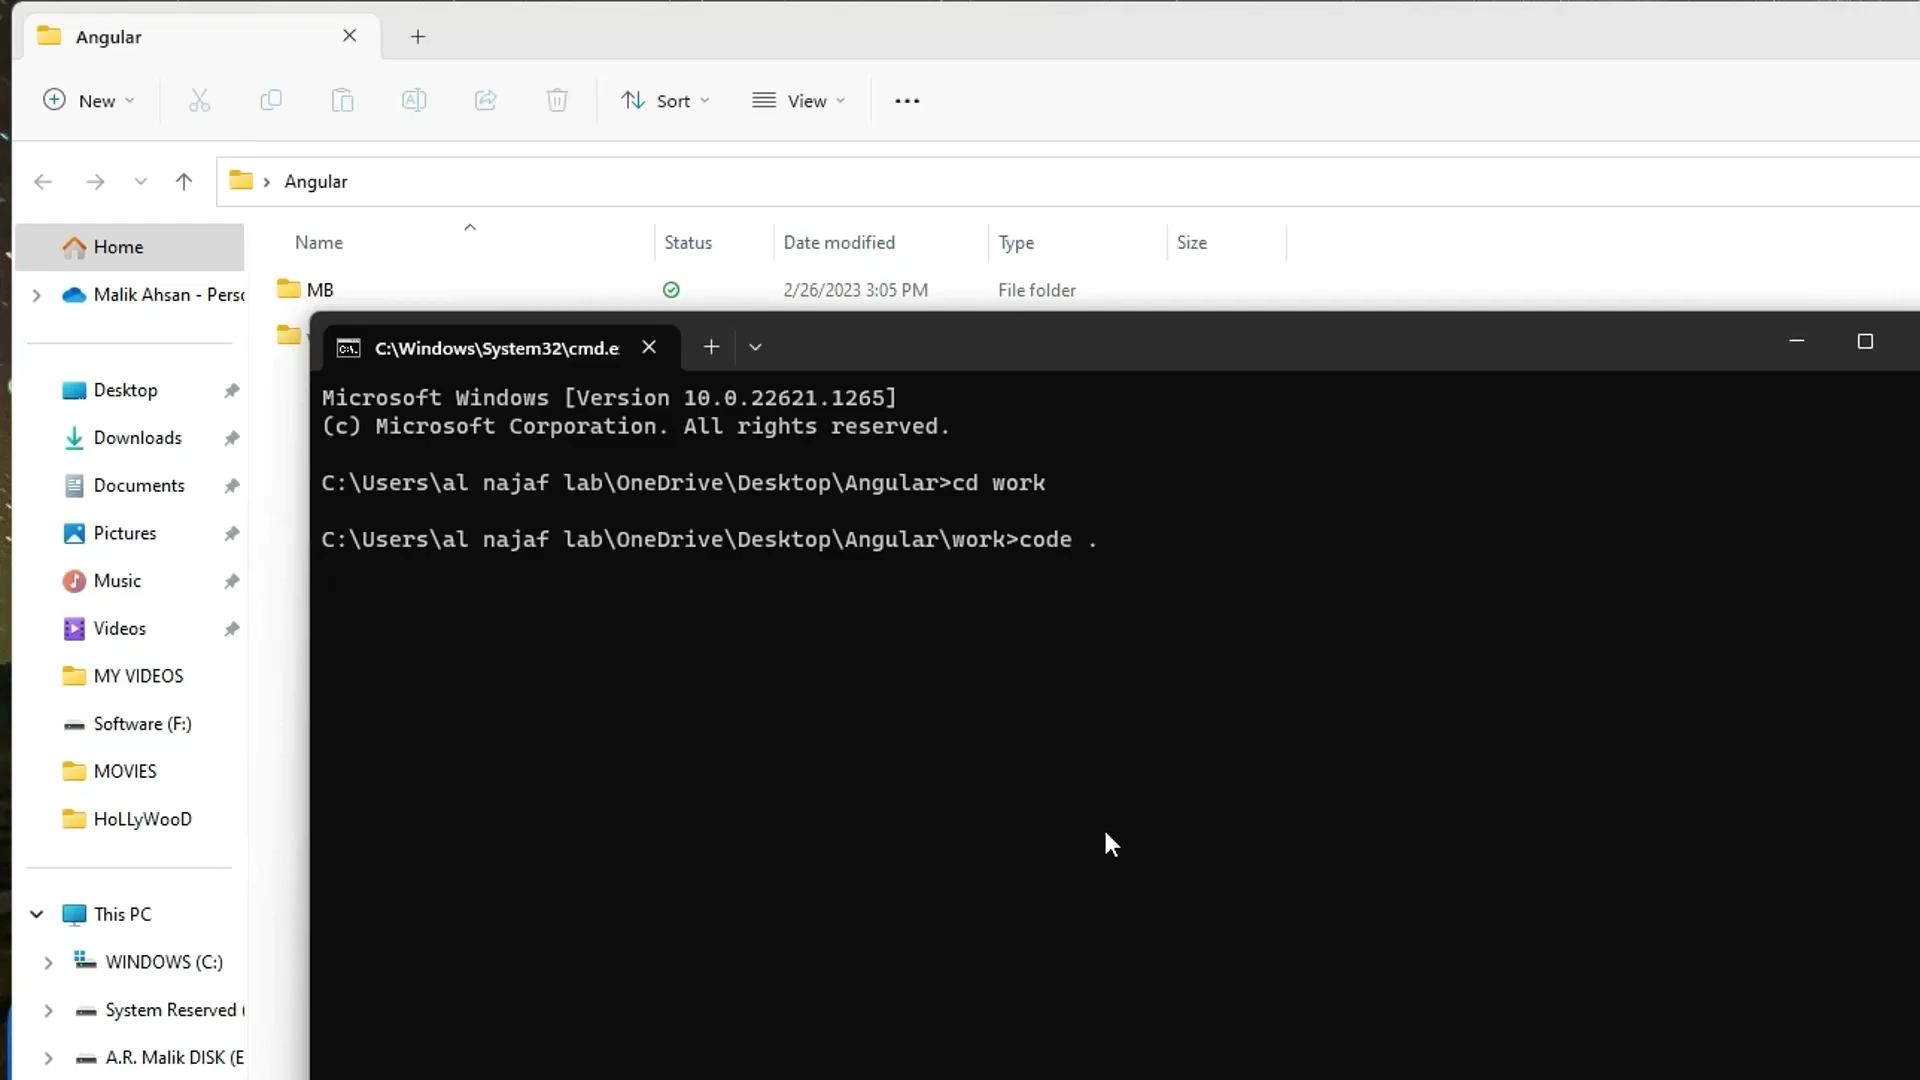 Angular
New
Sort
View
Angular
Name
Status
Date modified
Type
Size
Home
Malik Ahsan - Pers
MB
2/26/2023 3:05 PM
File folder
Desktop
Downloads
Documents
Pictures
Music
Videos
MY VIDEOS
Software (F:)
MOVIES
HoLLyWooD
This PC
WINDOWS (C:)
System Reserved (
A.R. Malik DISK (E
C:\Windows\System32\cmd.e
Microsoft Windows [Version 10.0.22621.1265]
(c) Microsoft Corporation. All rights reserved.
C:\Users\al najaf lab\OneDrive\Desktop\Angular>cd work
C:\Users\al najaf lab\OneDrive\Desktop\Angular\work>code .